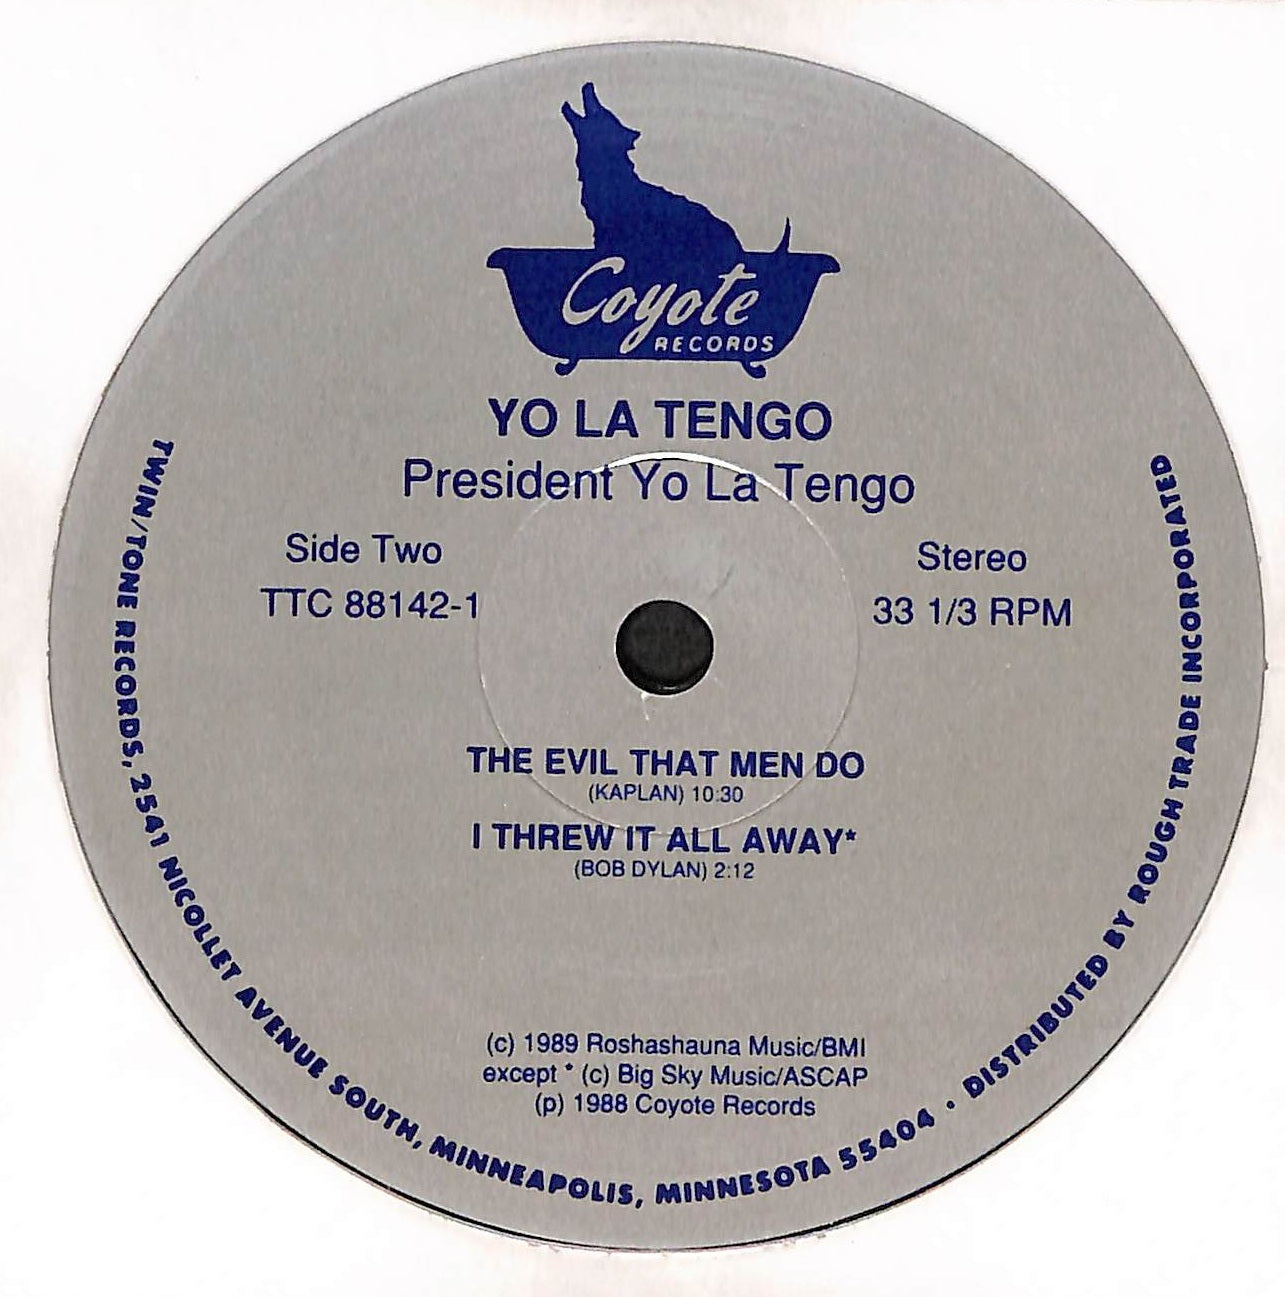 Coyote
RECORDS
YO LA TENGO
President Yo La Tengo
Side Two
TTC 88142-1
Stereo
33 1/3 RPM
THE EVIL THAT MEN DO
(KAPLAN) 10:30
I THREW IT ALL AWAY*
(BOB DYLAN) 2:12
(c) 1989 Roshashauna Music/BMI
except * (c) Big Sky Music/ASCAP
(p) 1988 Coyote Records
TWIN/TONE RECORDS, 2541 NICOLLET AVENUE SOUTH, MINNEAPOLIS, MINNESOTA 55404 • DISTRIBUTED BY ROUGH TRADE INCORPORATED